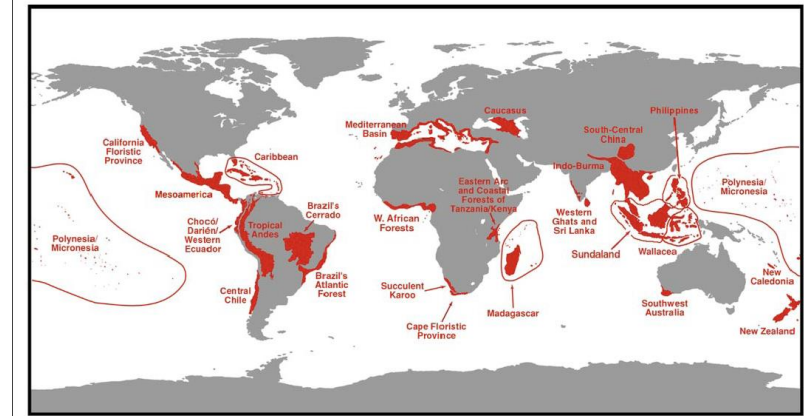 California
Floristic
Province
Mesoamerica
Caribbean
Polynesia/
Micronesia
Chocó/
Darién/
Western
Ecuador
Tropical
Andes
Brazil's
Cerrado
Central
Chile
Brazil's
Atlantic
Forest
Mediterranean
Basin
Caucasus
W. African
Forests
Eastern Arc
and Coastal
Forests of
Tanzania/Kenya
Succulent
Karoo
Cape Floristic
Province
Madagascar
Indo-Burma
South-Central
China
Philippines
Western
Ghats and
Sri Lanka
Sundaland
Wallacea
Polynesia/
Micronesia
Southwest
Australia
New
Caledonia
New Zealand